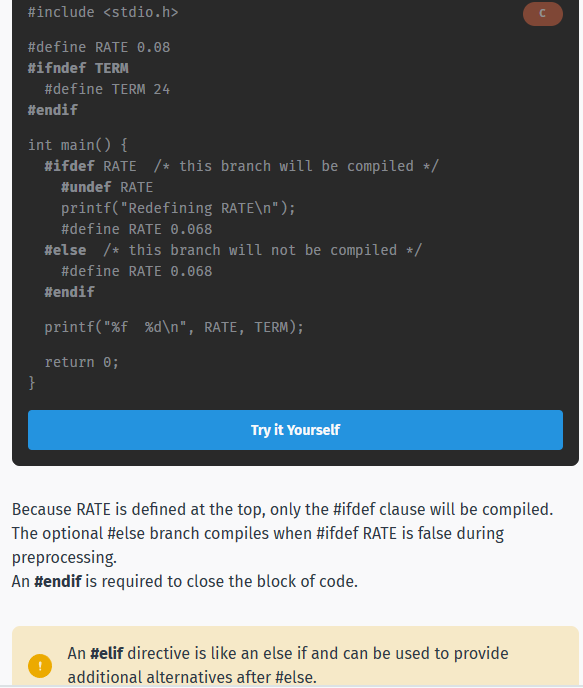 #include <stdio.h>
C
#define RATE 0.08
#ifndef TERM
  #define TERM 24
#endif
int main() {
  #ifdef RATE  /* this branch will be compiled */
    #undef RATE
    printf("Redefining RATE\n");
    #define RATE 0.068
  #else  /* this branch will not be compiled */
    #define RATE 0.068
  #endif
  printf("%f  %d\n", RATE, TERM);
  return 0;
}
Try it Yourself
Because RATE is defined at the top, only the #ifdef clause will be compiled.
The optional #else branch compiles when #ifdef RATE is false during
preprocessing.
An #endif is required to close the block of code.
!
An #elif directive is like an else if and can be used to provide
additional alternatives after #else.